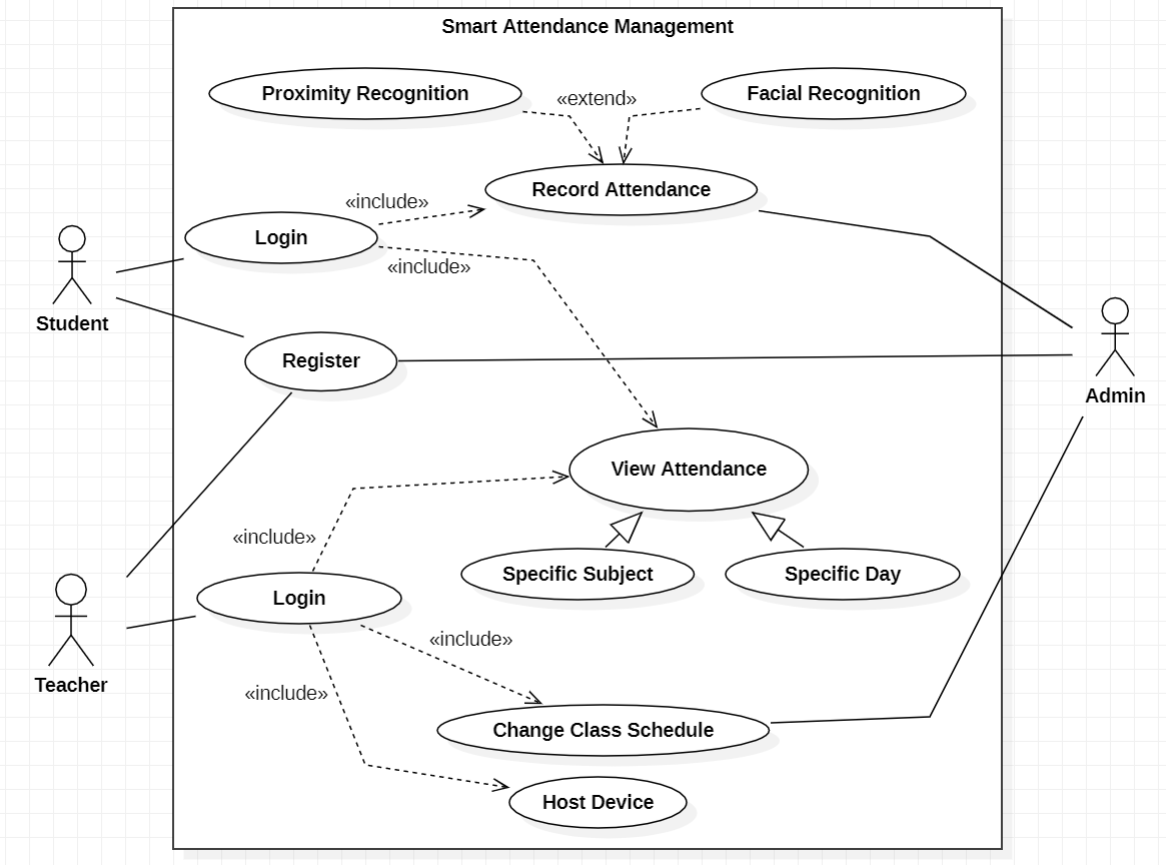 Smart Attendance Management
Proximity Recognition
«extend»
Facial Recognition
Record Attendance
«include»
Login
«include»
Student
Register
Admin
View Attendance
«include»
Specific Subject
Specific Day
Login
«include»
Teacher
«include»
Change Class Schedule
Host Device